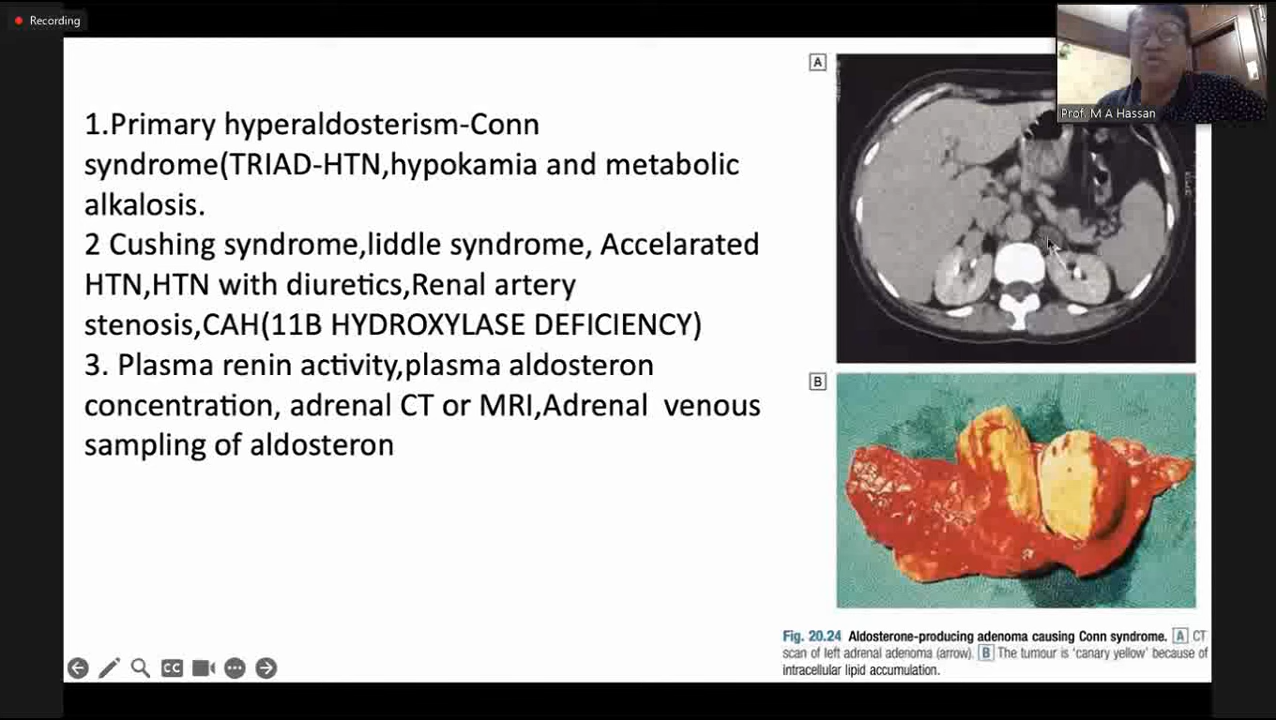 Recording
A
Prof. M A Hassan
1.Primary hyperaldosterism-Conn
syndrome(TRIAD-HTN,hypokamia and metabolic
alkalosis.
2 Cushing syndrome,liddle syndrome, Accelarated
HTN,HTN with diuretics,Renal artery
stenosis,CAH(11B HYDROXYLASE DEFICIENCY)
3. Plasma renin activity,plasma aldosteron
concentration, adrenal CT or MRI,Adrenal venous
sampling of aldosteron
B
Fig. 20.24 Aldosterone-producing adenoma causing Conn syndrome. A CT
scan of left adrenal adenoma (arrow). B The tumour is ‘canary yellow’ because of
intracellular lipid accumulation.
CC